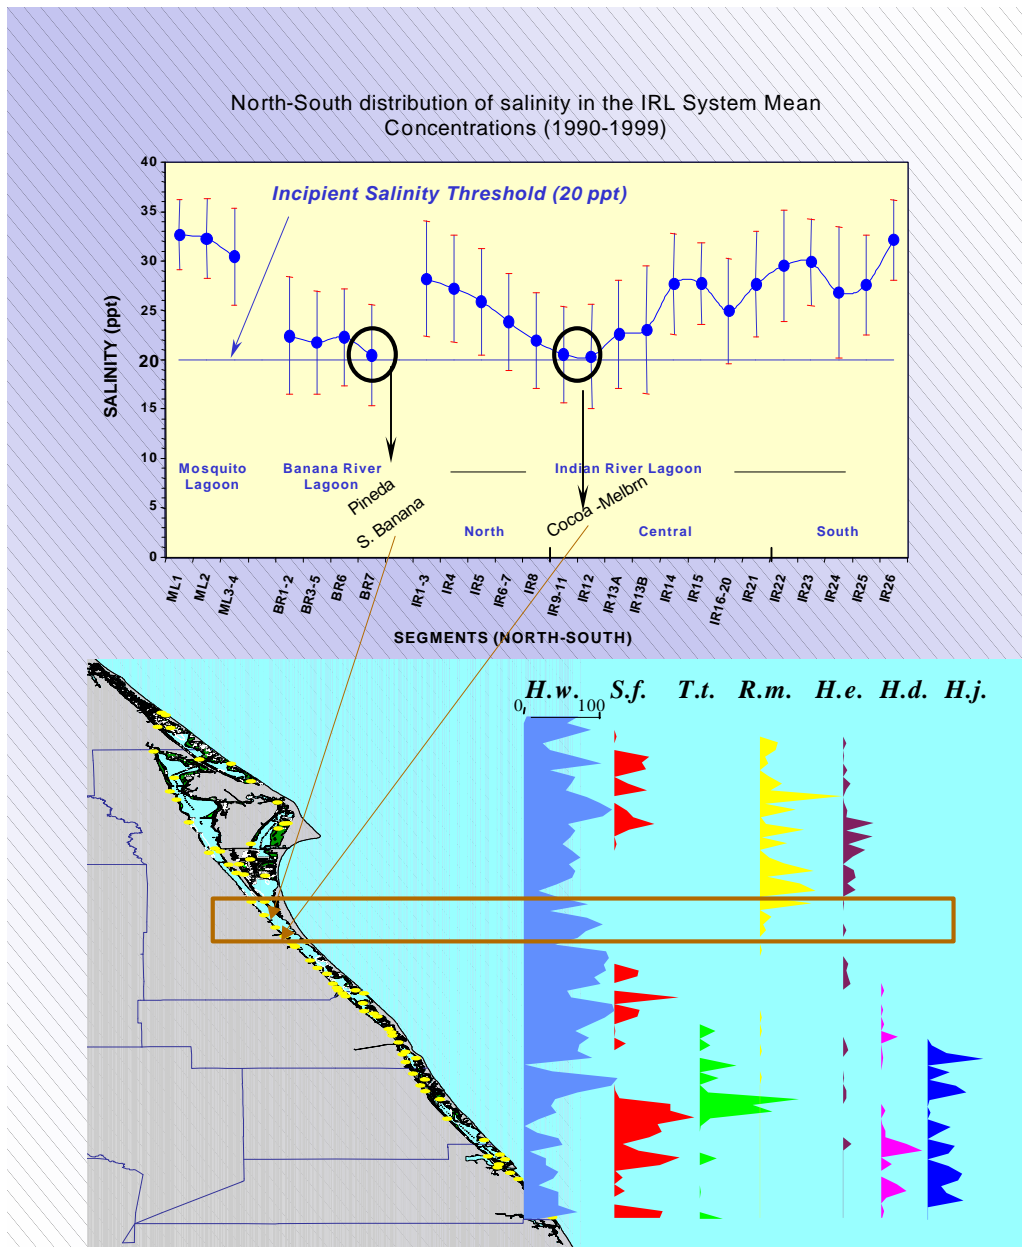 North-South distribution of salinity in the IRL System Mean
Concentrations (1990-1999)
40
35
30
25
20
15
10
5
0
SALINITY (ppt)
Incipient Salinity Threshold (20 ppt)
Mosquito
Lagoon
Banana River
Lagoon
Indian River Lagoon
Pineda
S. Banana
Cocoa -Melbrn
North
Central
South
ML1
ML2
ML3-4
BR1-2
BR3-5
BR6
BR7
IR1-3
IR4
IR5
IR6-7
IR8
IR9-11
IR12
IR13A
IR13B
IR14
IR15
IR16-20
IR21
IR22
IR23
IR24
IR25
IR26
SEGMENTS (NORTH-SOUTH)
H.w. S.f. T.t. R.m. H.e. H.d. H.j.
0 100